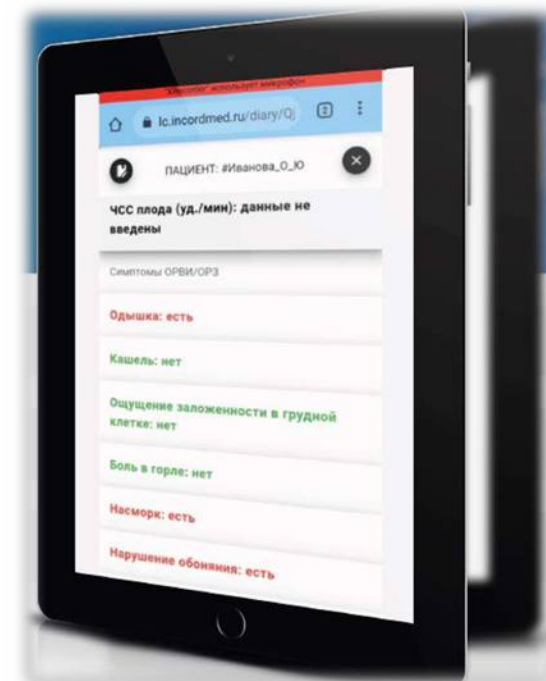 использует микрофон
lc.incordmed.ru/diary/Q
2
ПАЦИЕНТ: #Иванова_О_Ю
ЧСС плода (уд./мин): данные не
введены
Симптомы ОРВИ/ОРЗ
Одышка: есть
Кашель: нет
Ощущение заложенности в грудной
клетке: нет
Боль в горле: нет
Насморк: есть
Нарушение обоняния: есть